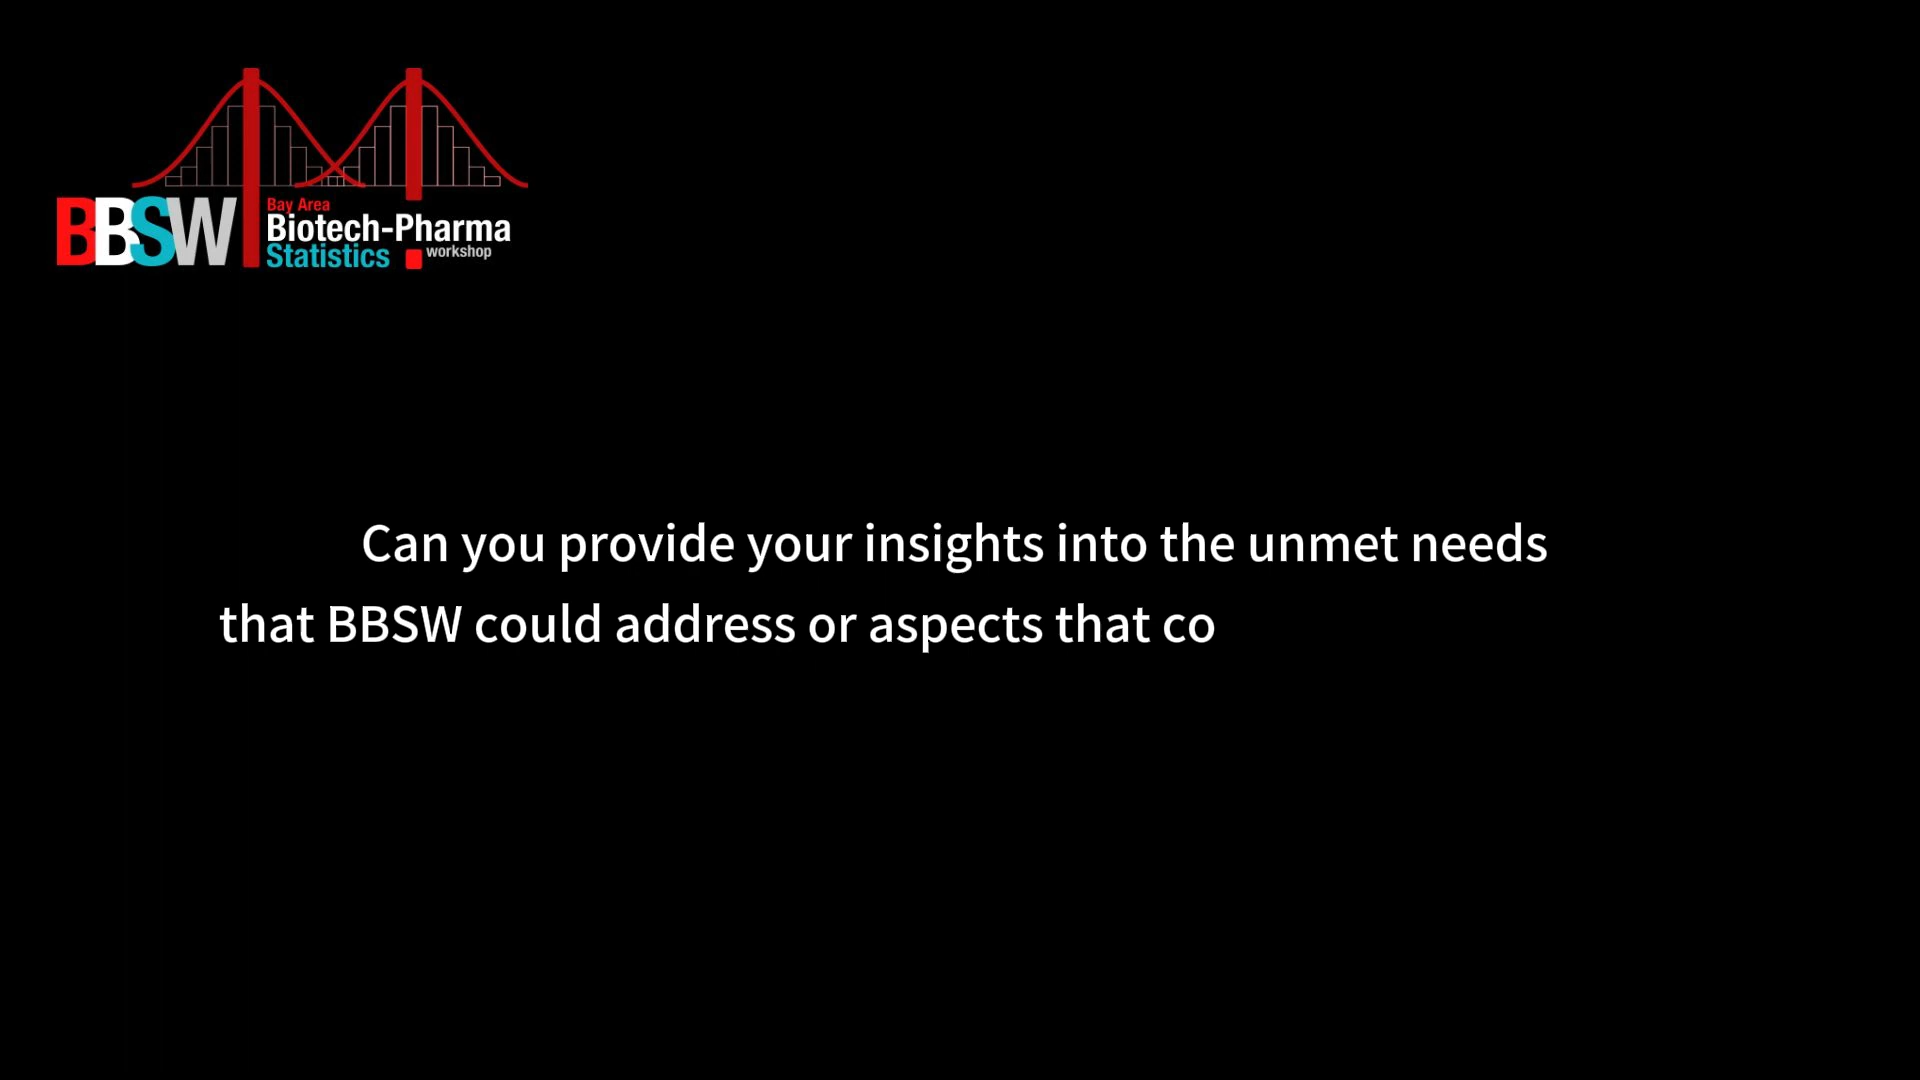 BBSW
Bay Area
Biotech-Pharma
Statistics
workshop
Can you provide your insights into the unmet needs
that BBSW could address or aspects that co